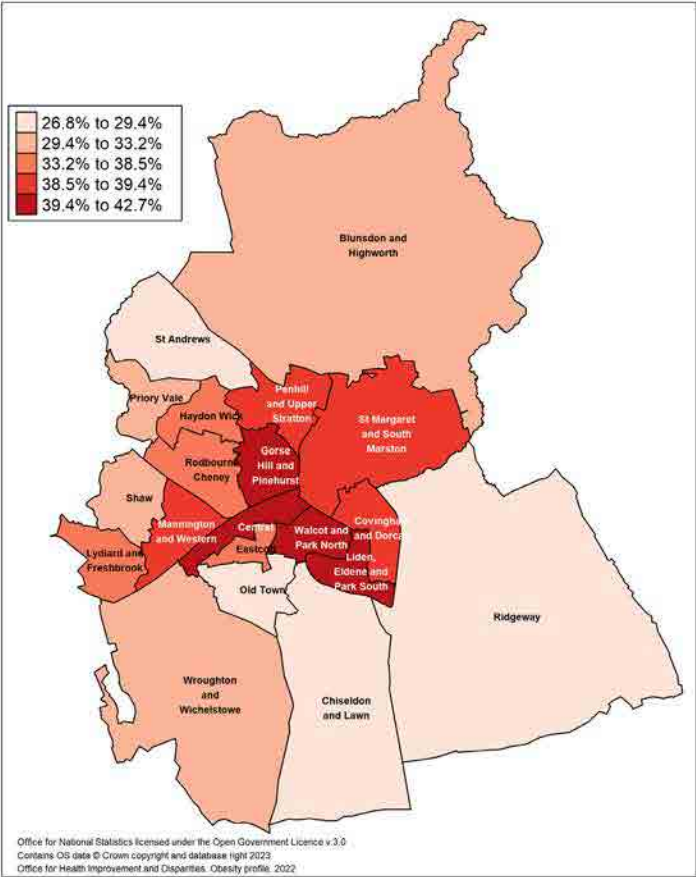 26.8% to 29.4%
29.4% to 33.2%
33.2% to 38.5%
38.5% to 39.4%
39.4% to 42.7%
Blunsdon and
Highworth
St Andrews
Priory Vale
Haydon Wick
Penhill
and Upper
Stratton
St Margaret
and South
Marston
Rodbourne
Cheney
Gorse
Hill and
Pinehurst
Shaw
Mannington
and Western
Central
Eastcott
Walcot and
Park North
Covingham
and Dorcan
Lydiard and
Freshbrook
Liden,
Eldene and
Park South
Old Town
Ridgeway
Wroughton
and
Wichelstowe
Chiseldon
and Lawn
Office for National Statistics licensed under the Open Government Licence v.3.0
Contains OS data © Crown copyright and database right 2023
Office for Health Improvement and Disparities. Obesity profile. 2022